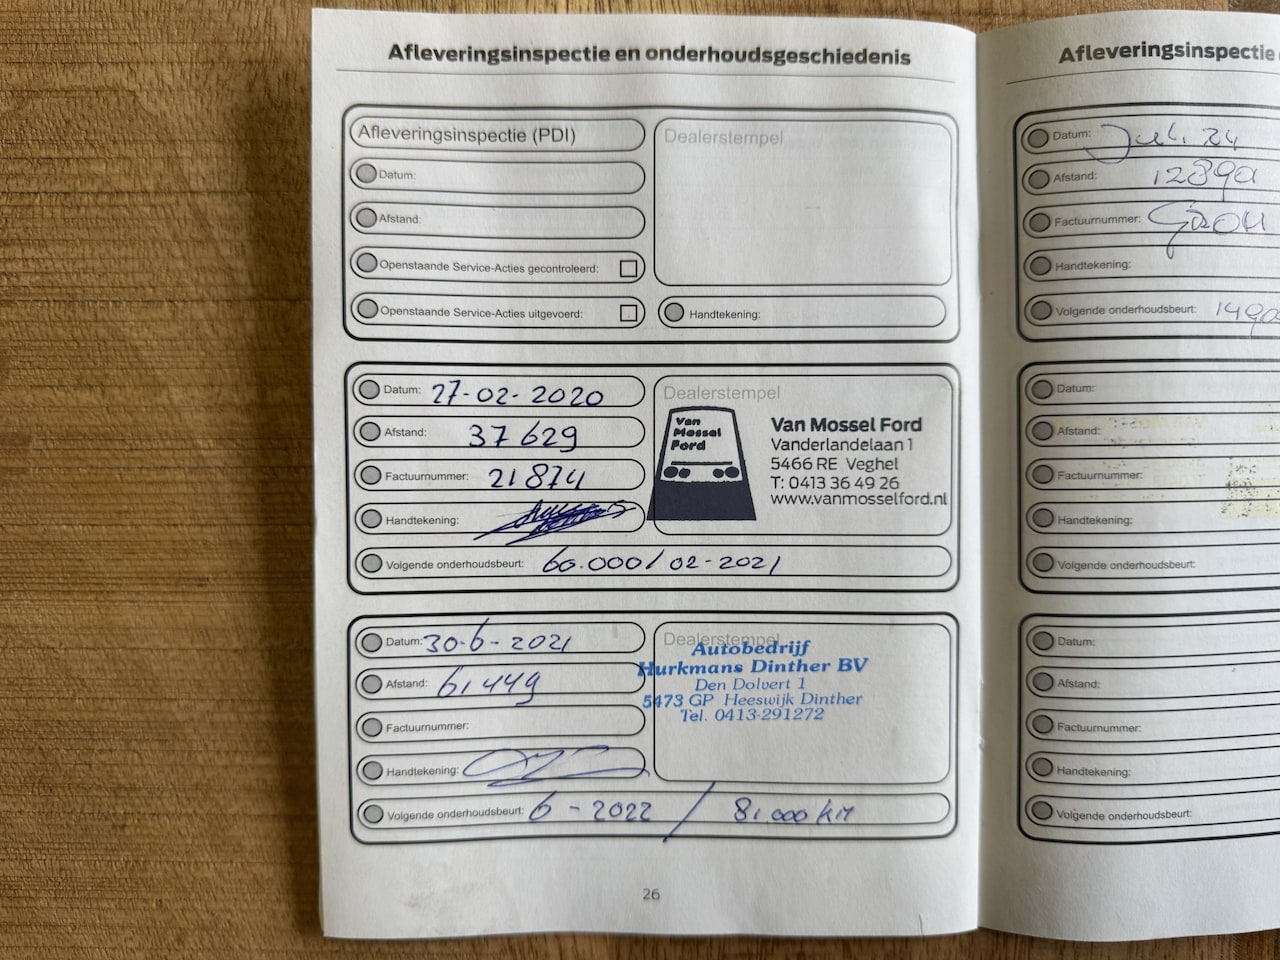 Afleveringsinspectie en onderhoudsgeschiedenis
Afleveringsinspectie (PDI)
Datum:
Afstand:
Openstaande Service-Acties gecontroleerd:
Openstaande Service-Acties uitgevoerd:
Dealerstempel
Handtekening:
Datum: 27-02-2020
Afstand: 37629
Factuurnummer: 21874
Handtekening:
Volgende onderhoudsbeurt: 60.000/02-2021
Dealerstempel
Van Mossel Ford
Van Mossel Ford
Vanderlandelaan 1
5466 RE Veghel
T: 0413 36 49 26
www.vanmosselford.nl
Datum: 30-6-2021
Afstand: 61449
Factuurnummer:
Handtekening:
Volgende onderhoudsbeurt: 6-2022 / 81.000 km
Dealerstempel
Autobedrijf
Hurkmans Dinther BV
Den Dolvert 1
5473 GP Heeswijk Dinther
Tel. 0413-291272
26
Afleveringsinspectie
Datum: 24
Afstand:
Factuurnummer:
Handtekening:
Volgende onderhoudsbeurt:
Datum:
Afstand:
Factuurnummer:
Handtekening:
Volgende onderhoudsbeurt:
Datum:
Afstand:
Factuurnummer:
Handtekening:
Volgende onderhoudsbeurt: